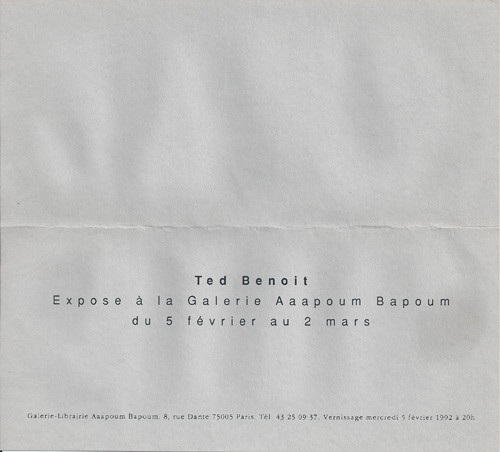 Ted Benoit
Expose à la Galerie Aaapoum Bapoum
du 5 février au 2 mars
Galerie-Librairie Aaapoum Bapoum. 8, rue Dante 75005 Paris. Tél. 43 25 09 37. Vernissage mercredi 5 février 1992 à 20h.